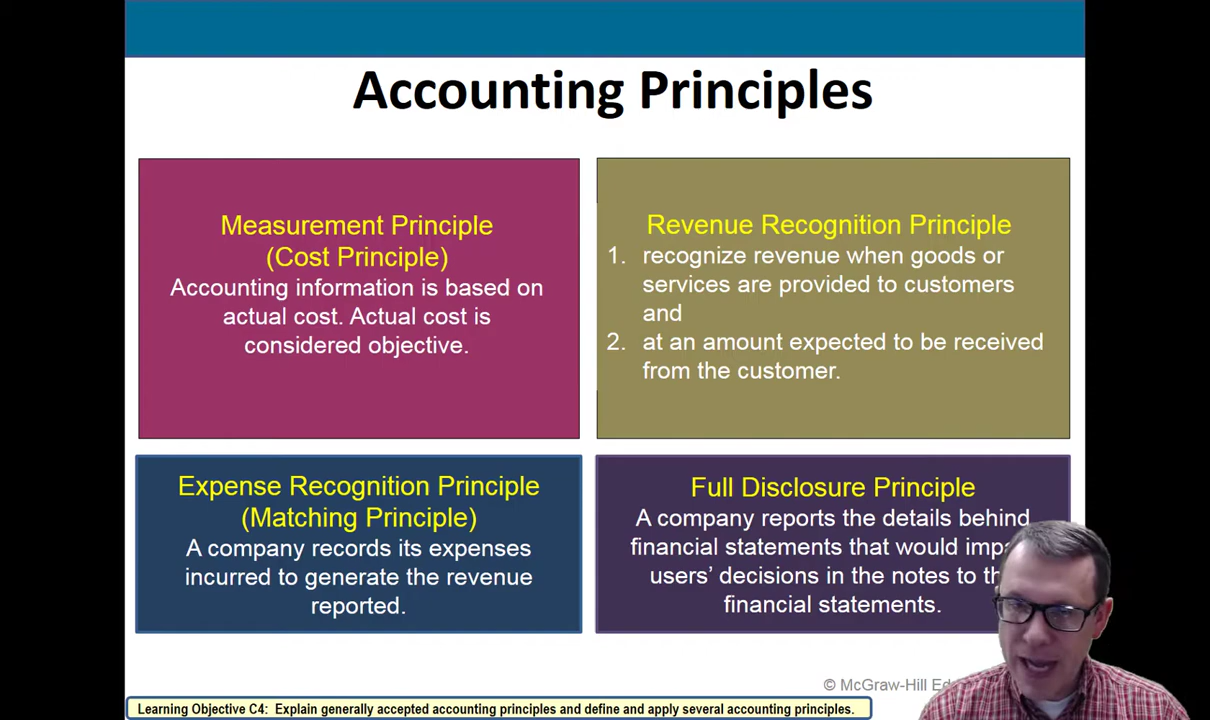 Accounting Principles
Measurement Principle
(Cost Principle)
Accounting information is based on
actual cost. Actual cost is
considered objective.
Revenue Recognition Principle
1. recognize revenue when goods or
services are provided to customers
and
2. at an amount expected to be received
from the customer.
Expense Recognition Principle
(Matching Principle)
A company records its expenses
incurred to generate the revenue
reported.
Full Disclosure Principle
A company reports the details behind
financial statements that would
users' decisions in the notes to
financial statements.
© McGraw-Hill
Learning Objective C4: Explain generally accepted accounting principles and define and apply several accounting principles.